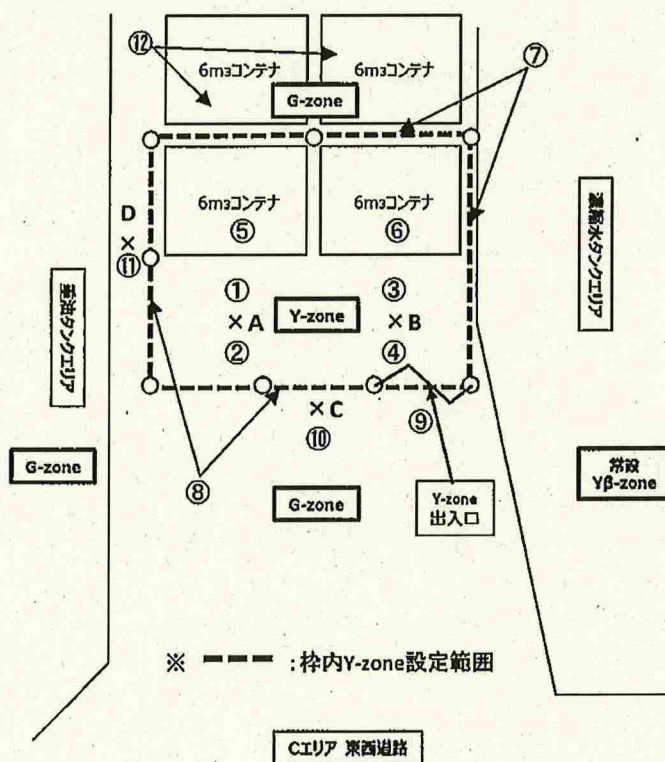 ⑫
6m3コンテナ
6m3コンテナ
⑦
G-zone
6m3コンテナ
6m3コンテナ
⑤
⑥
D
×
⑪
①
③
×A
Y-zone
×B
②
④
×C
⑩
⑨
⑧
G-zone
G-zone
Y-zone
出入口
常設
Yβ-zone
軽油タンクエリア
濃縮水タンクエリア
※ ━ ━ ━ :枠内Y-zone設定範囲
Cエリア 東西道路